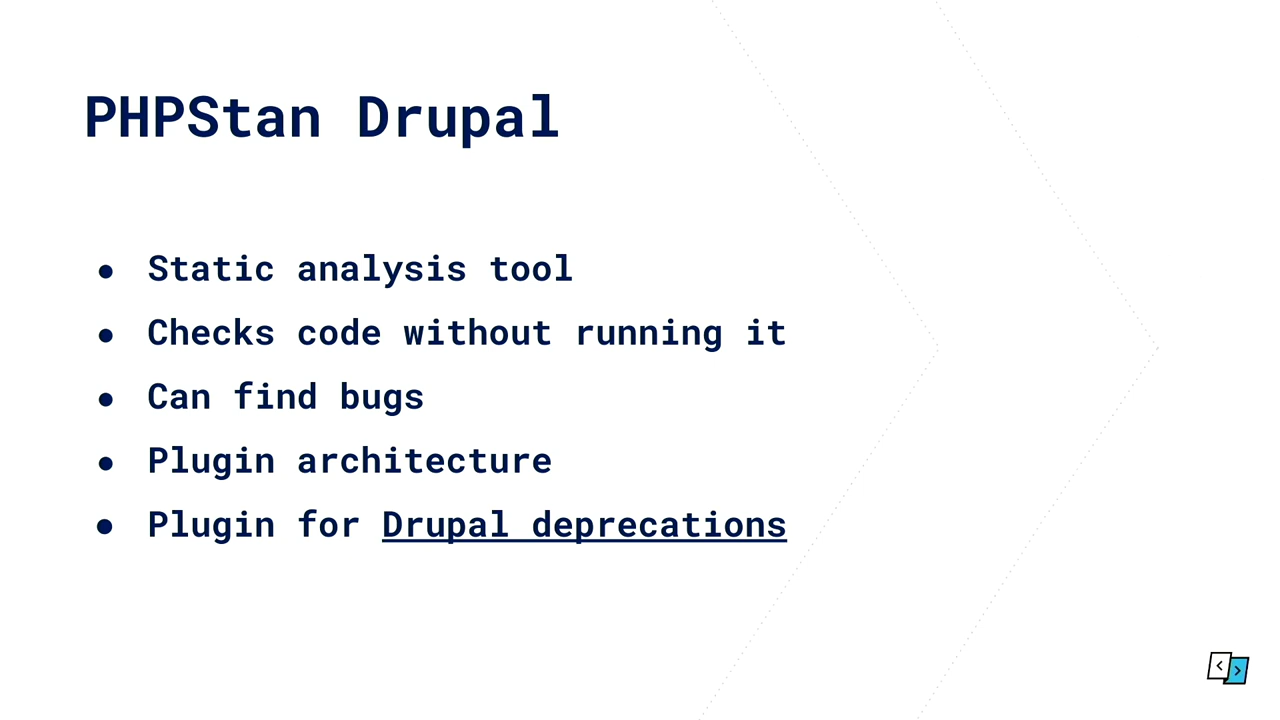 PHPStan Drupal
● Static analysis tool
● Checks code without running it
● Can find bugs
● Plugin architecture
● Plugin for Drupal deprecations